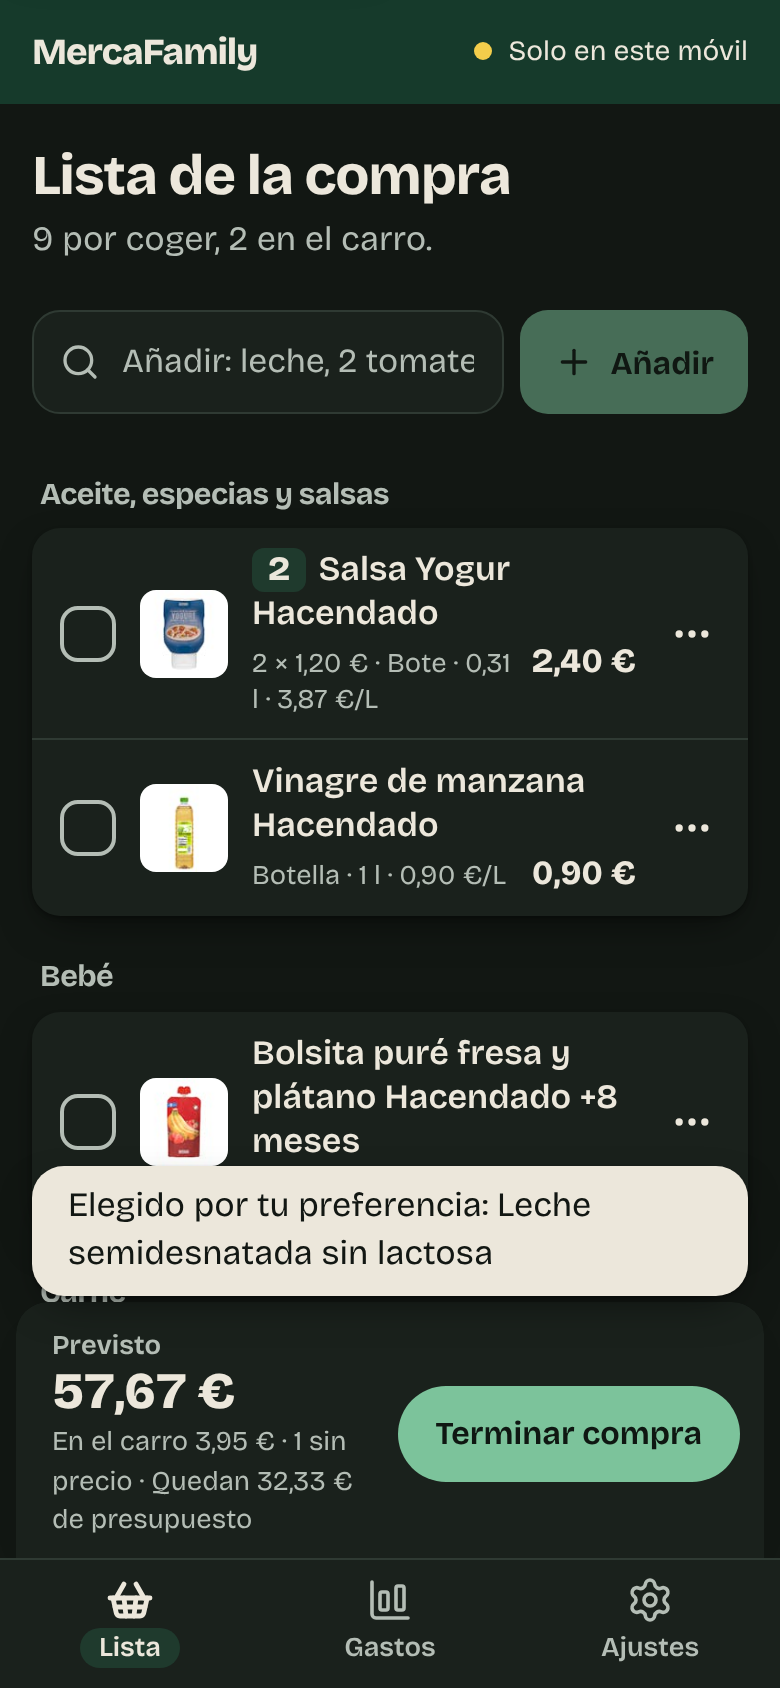 MercaFamily
Solo en este móvil
Lista de la compra
9 por coger, 2 en el carro.
Añadir: leche, 2 tomate
Añadir
Aceite, especias y salsas
2 Salsa Yogur
Hacendado
2 × 1,20 € · Bote · 0,31
l · 3,87 €/L
2,40 €
Vinagre de manzana
Hacendado
Botella · 1 l · 0,90 €/L
0,90 €
Bebé
Bolsita puré fresa y
plátano Hacendado +8
meses
Elegido por tu preferencia: Leche
semidesnatada sin lactosa
Carne
Previsto
57,67 €
En el carro 3,95 € · 1 sin
precio · Quedan 32,33 €
de presupuesto
Terminar compra
Lista
Gastos
Ajustes